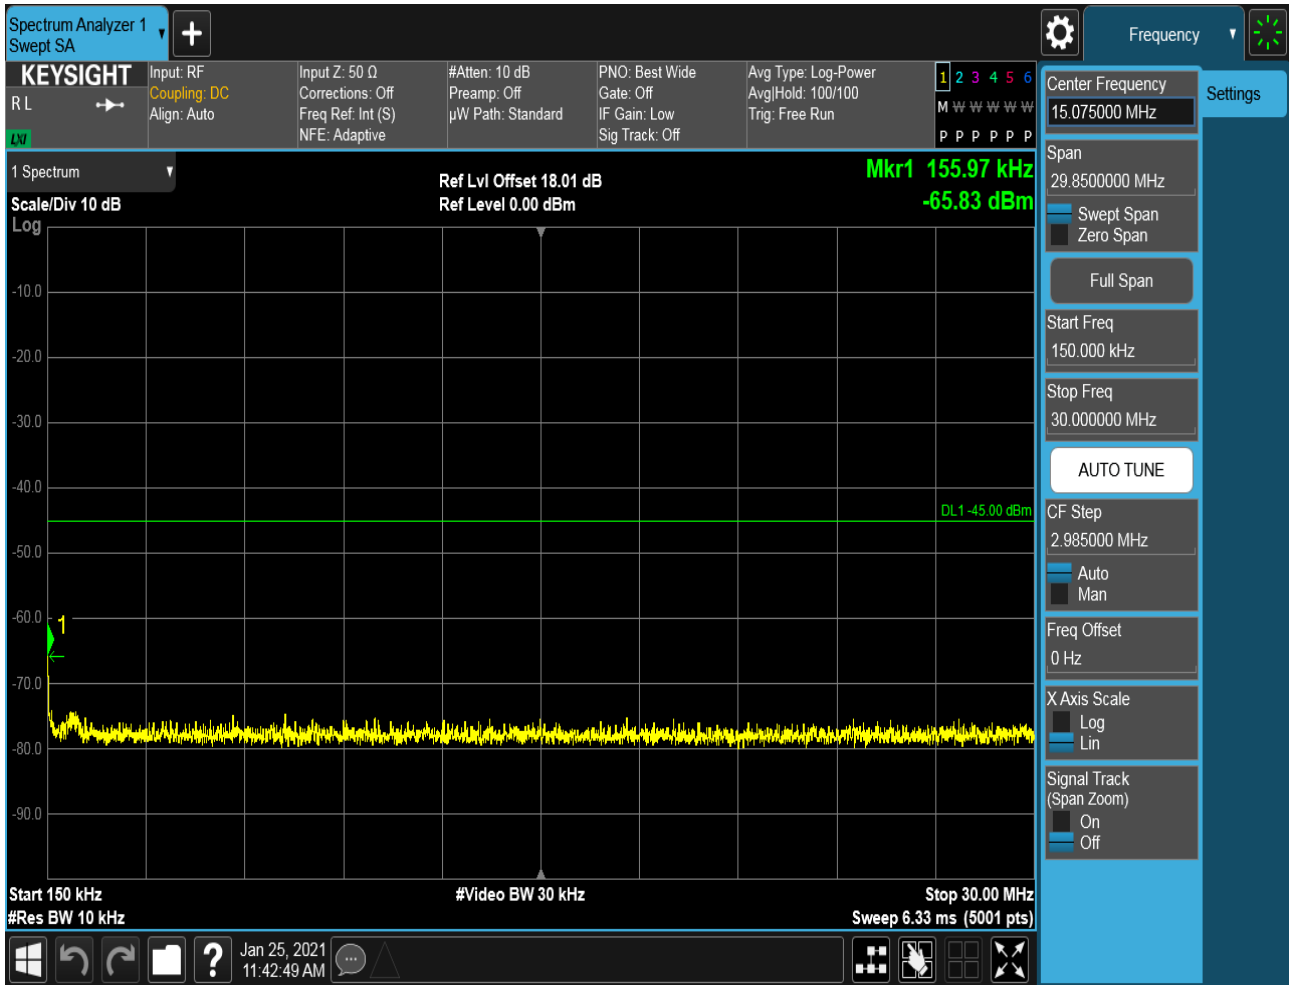 Spectrum Analyzer 1
Swept SA
Frequency
KEYSIGHT
R L
LXI
Input: RF
Coupling: DC
Align: Auto
Input Z: 50 Ω
Corrections: Off
Freq Ref: Int (S)
NFE: Adaptive
#Atten: 10 dB
Preamp: Off
µW Path: Standard
PNO: Best Wide
Gate: Off
IF Gain: Low
Sig Track: Off
Avg Type: Log-Power
Avg|Hold: 100/100
Trig: Free Run
1 2 3 4 5 6
M W W W W W
P P P P P P
1 Spectrum
Scale/Div 10 dB
Log
Ref Lvl Offset 18.01 dB
Ref Level 0.00 dBm
Mkr1 155.97 kHz
-65.83 dBm
-10.0
-20.0
-30.0
-40.0
DL1 -45.00 dBm
-50.0
-60.0
1
-70.0
-80.0
-90.0
Start 150 kHz
#Res BW 10 kHz
#Video BW 30 kHz
Stop 30.00 MHz
Sweep 6.33 ms (5001 pts)
Center Frequency
15.075000 MHz
Settings
Span
29.8500000 MHz
Swept Span
Zero Span
Full Span
Start Freq
150.000 kHz
Stop Freq
30.000000 MHz
AUTO TUNE
CF Step
2.985000 MHz
Auto
Man
Freq Offset
0 Hz
X Axis Scale
Log
Lin
Signal Track
(Span Zoom)
On
Off
?
Jan 25, 2021
11:42:49 AM